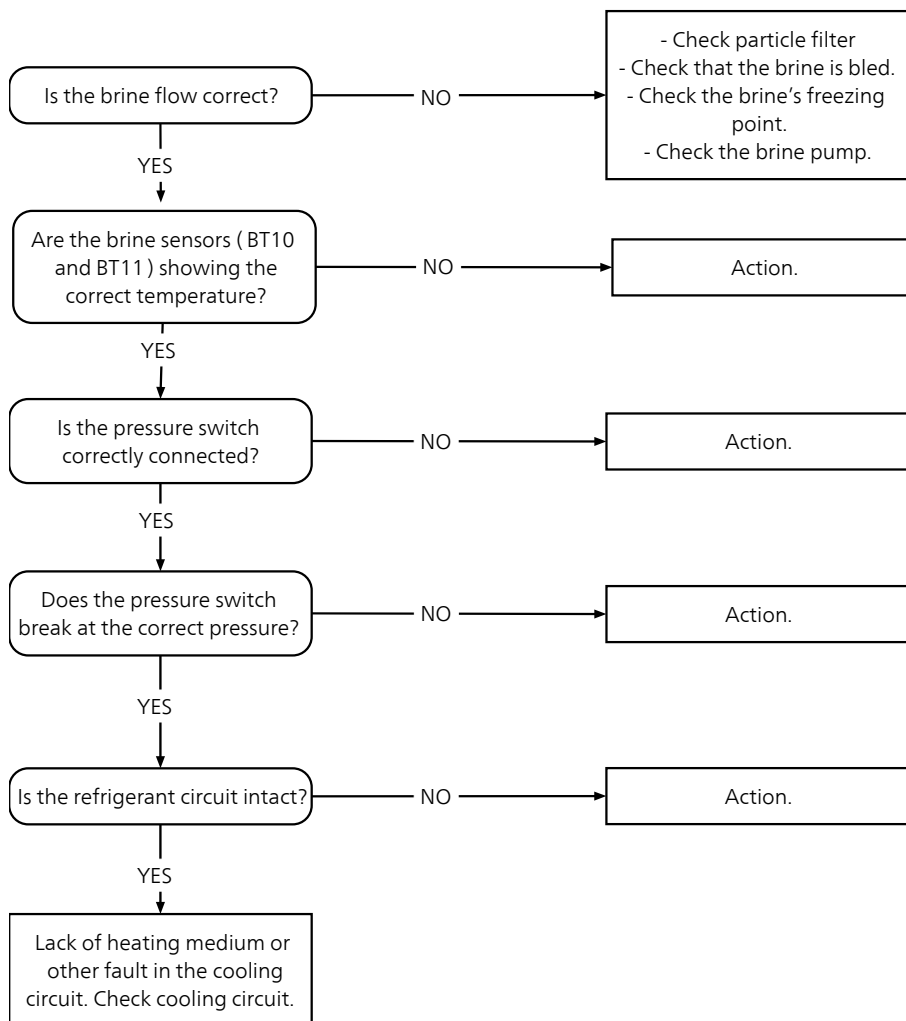 Is the brine flow correct?
NO
- Check particle filter
- Check that the brine is bled.
- Check the brine's freezing
point.
- Check the brine pump.
YES
Are the brine sensors ( BT10
and BT11 ) showing the
correct temperature?
NO
Action.
YES
Is the pressure switch
correctly connected?
NO
Action.
YES
Does the pressure switch
break at the correct pressure?
NO
Action.
YES
Is the refrigerant circuit intact?
NO
Action.
YES
Lack of heating medium or
other fault in the cooling
circuit. Check cooling circuit.